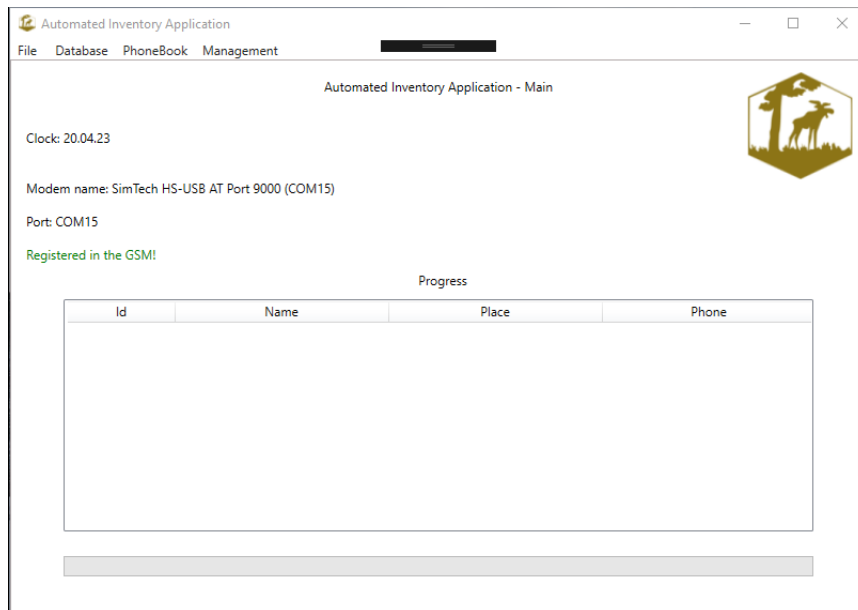 Automated Inventory Application
File Database PhoneBook Management
Automated Inventory Application - Main
Clock: 20.04.23
Modem name: SimTech HS-USB AT Port 9000 (COM15)
Port: COM15
Registered in the GSM!
Progress
Id Name Place Phone